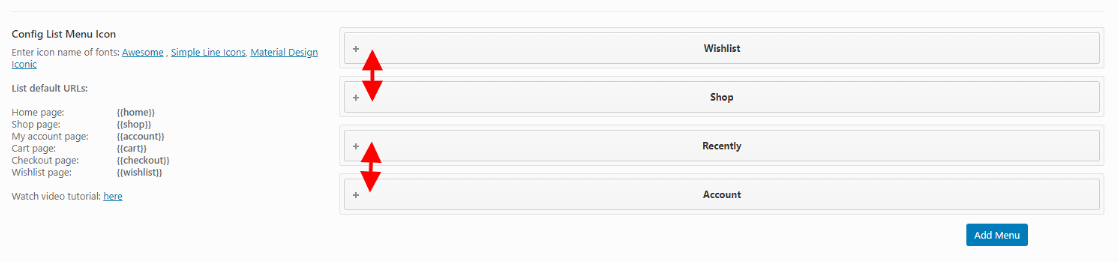 Config List Menu Icon
Enter icon name of fonts: Awesome , Simple Line Icons, Material Design
Iconic
List default URLs:
Home page: {{home}}
Shop page: {{shop}}
My account page: {{account}}
Cart page: {{cart}}
Checkout page: {{checkout}}
Wishlist page: {{wishlist}}
Watch video tutorial: here
+ Wishlist
+ Shop
+ Recently
+ Account
Add Menu